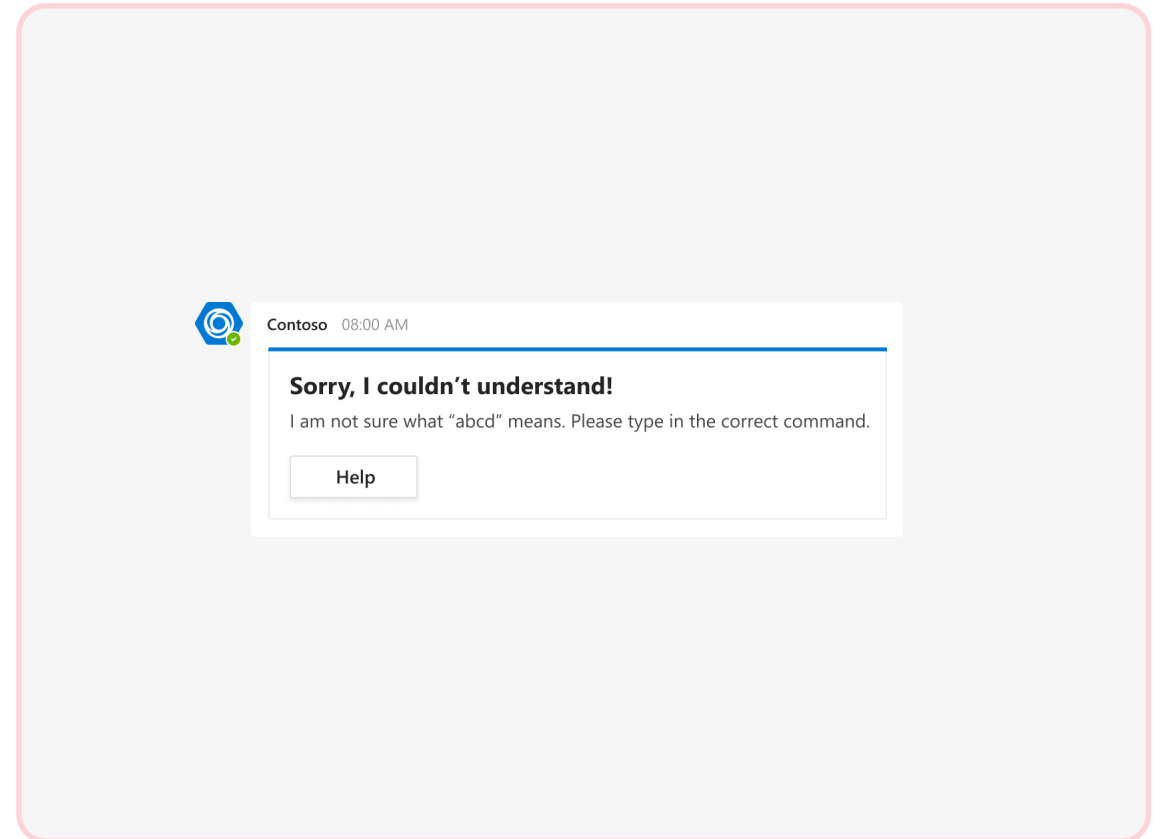 Contoso 08:00 AM
Sorry, I couldn’t understand!
I am not sure what “abcd” means. Please type in the correct command.
Help